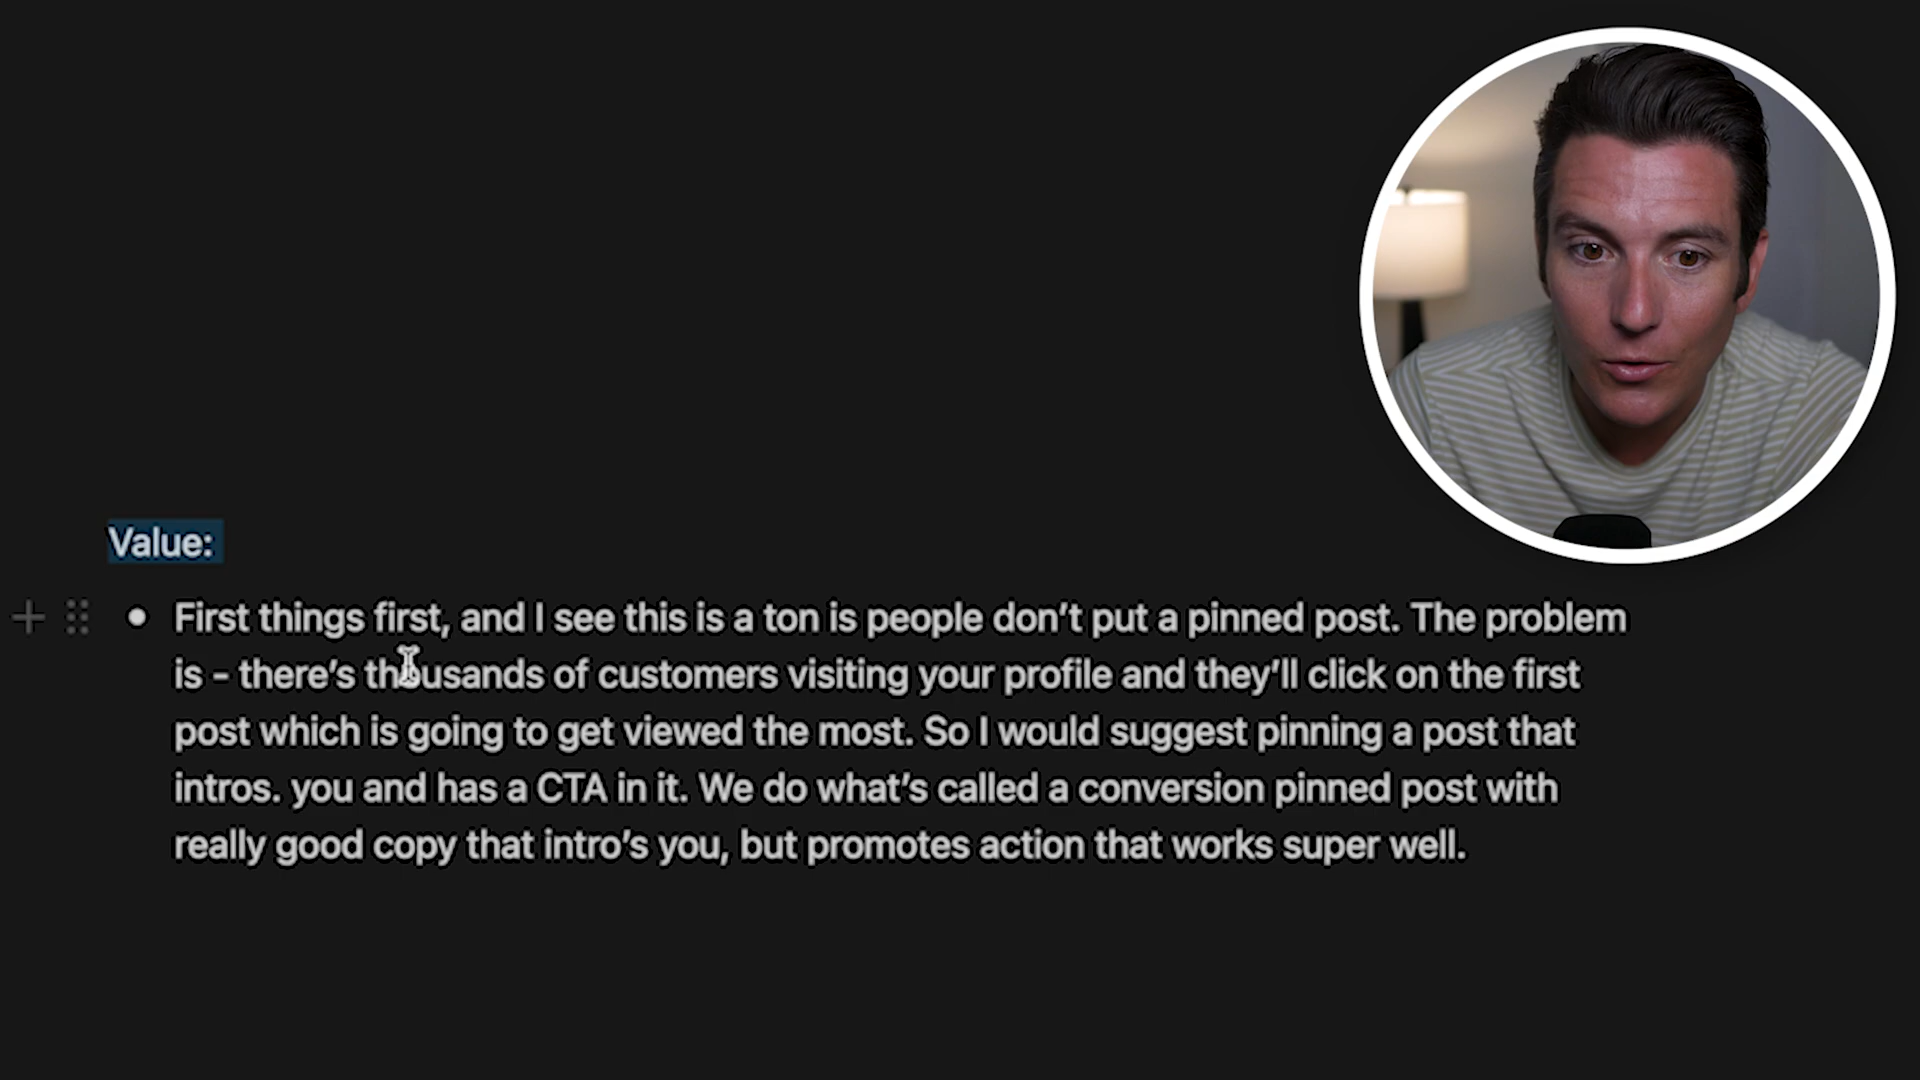 Value:
First things first, and I see this is a ton is people don’t put a pinned post. The problem
is – there’s thousands of customers visiting your profile and they’ll click on the first
post which is going to get viewed the most. So I would suggest pinning a post that
intros. you and has a CTA in it. We do what’s called a conversion pinned post with
really good copy that intro’s you, but promotes action that works super well.